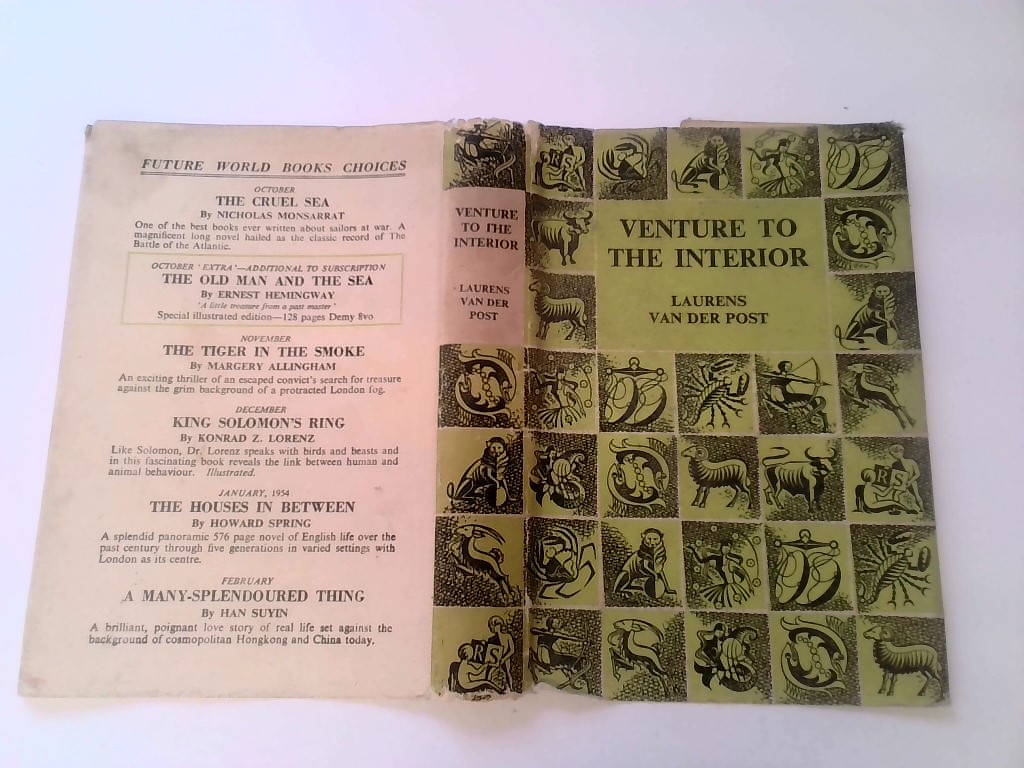 FUTURE WORLD BOOKS CHOICES
OCTOBER
THE CRUEL SEA
By NICHOLAS MONSARRAT
One of the best books ever written about sailors at war. A
magnificent long novel hailed as the classic record of The
Battle of the Atlantic.
OCTOBER 'EXTRA'—ADDITIONAL TO SUBSCRIPTION
THE OLD MAN AND THE SEA
By ERNEST HEMINGWAY
'A little treasure from a past master'
Special illustrated edition—128 pages Demy 8vo
NOVEMBER
THE TIGER IN THE SMOKE
By MARGERY ALLINGHAM
An exciting thriller of an escaped convict's search for treasure
against the grim background of a protracted London fog.
DECEMBER
KING SOLOMON'S RING
By KONRAD Z. LORENZ
Like Solomon, Dr. Lorenz speaks with birds and beasts and
in this fascinating book reveals the link between human and
animal behaviour. Illustrated.
JANUARY, 1954
THE HOUSES IN BETWEEN
By HOWARD SPRING
A splendid panoramic 576 page novel of English life over the
past century through five generations in varied settings with
London as its centre.
FEBRUARY
A MANY-SPLENDOURED THING
By HAN SUYIN
A brilliant, poignant love story of real life set against the
background of cosmopolitan Hongkong and China today.
VENTURE
TO THE
INTERIOR
LAURENS
VAN DER
POST
RS
VENTURE TO
THE INTERIOR
LAURENS
VAN DER POST
RS
RS